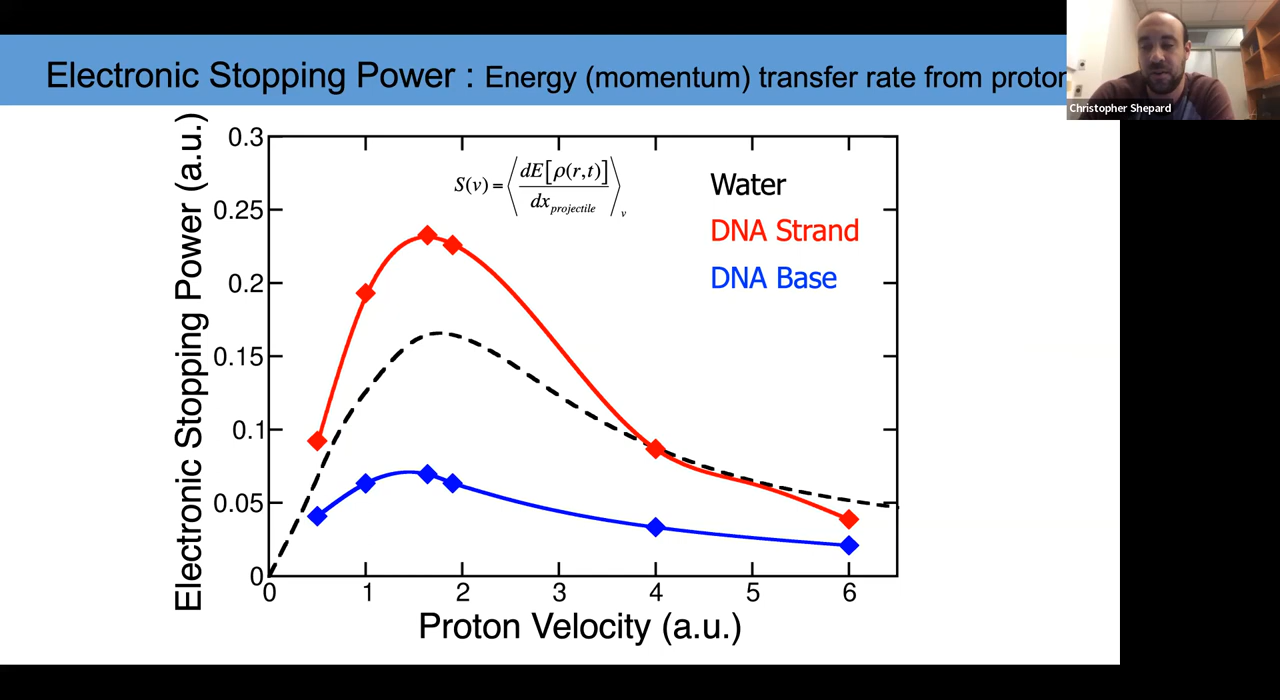 Electronic Stopping Power : Energy (momentum) transfer rate from proton
Christopher Shepard
Electronic Stopping Power (a.u.)
0.3
0.25
0.2
0.15
0.1
0.05
0
S(v) = ⟨ dE[ρ(r,t)] / dx_projectile ⟩_v
Water
DNA Strand
DNA Base
0 1 2 3 4 5 6
Proton Velocity (a.u.)